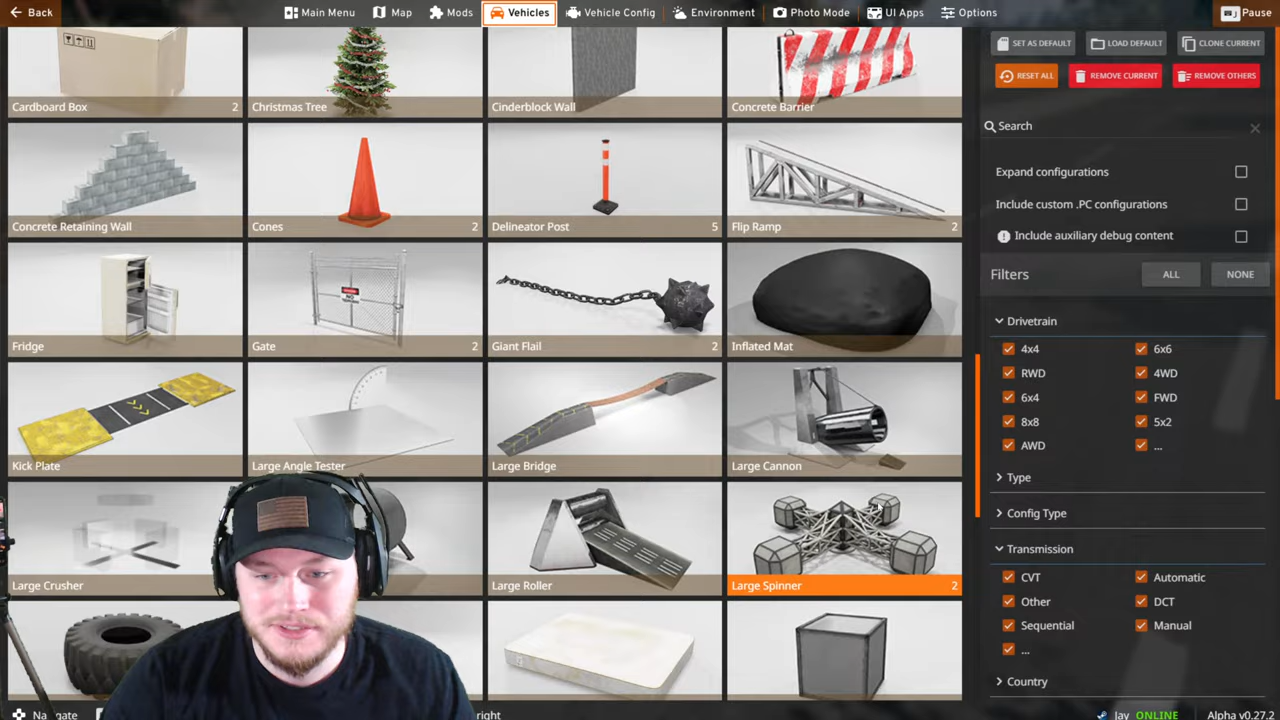 Back
Main Menu
Map
Mods
Vehicles
Vehicle Config
Environment
Photo Mode
UI Apps
Options
Pause
SET AS DEFAULT
LOAD DEFAULT
CLONE CURRENT
RESET ALL
REMOVE CURRENT
REMOVE OTHERS
Search
Expand configurations
Include custom .PC configurations
Include auxiliary debug content
Filters
ALL
NONE
Drivetrain
4x4
6x6
RWD
4WD
6x4
FWD
8x8
5x2
AWD
...
Type
Config Type
Transmission
CVT
Automatic
Other
DCT
Sequential
Manual
...
Country
Cardboard Box 2
Christmas Tree
Cinderblock Wall
Concrete Barrier
Concrete Retaining Wall
Cones 2
Delineator Post 5
Flip Ramp 2
Fridge
Gate 2
Giant Flail 2
Inflated Mat
Kick Plate
Large Angle Tester
Large Bridge
Large Cannon
Large Crusher
Large Roller
Large Spinner 2
Navigate
right
Jay ONLINE
Alpha v0.27.2